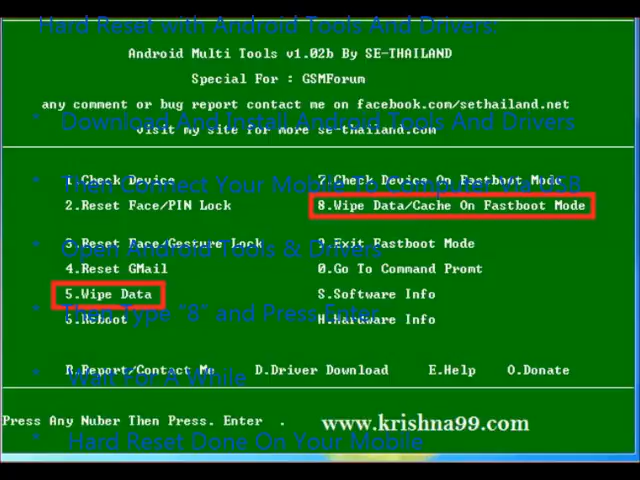 Hard Reset with Android Tools And Drivers:
Android Multi Tools v1.02b By SE-THAILAND
Special For : GSMForum
any comment or bug report contact me on facebook.com/sethailand.net
* Download And Install Android Tools And Drivers
visit my site for more se-thailand.com
1.Check Device 7.Check Device On Fastboot Mode
* Then Connect Your Mobile To Computer Via USB
2.Reset Face/PIN Lock 8.Wipe Data/Cache On Fastboot Mode
3.Reset Face/Gesture Lock 9.Exit Fastboot Mode
* Open Android Tools & Drivers
4.Reset GMail 0.Go To Command Promt
5.Wipe Data S.Software Info
* Then Type “8” and Press Enter
6.Reboot H.Hardware Info
R.Report/Contact Me D.Driver Download E.Help O.Donate
* Wait For A While
Press Any Nuber Then Press. Enter .
www.krishna99.com
* Hard Reset Done On Your Mobile